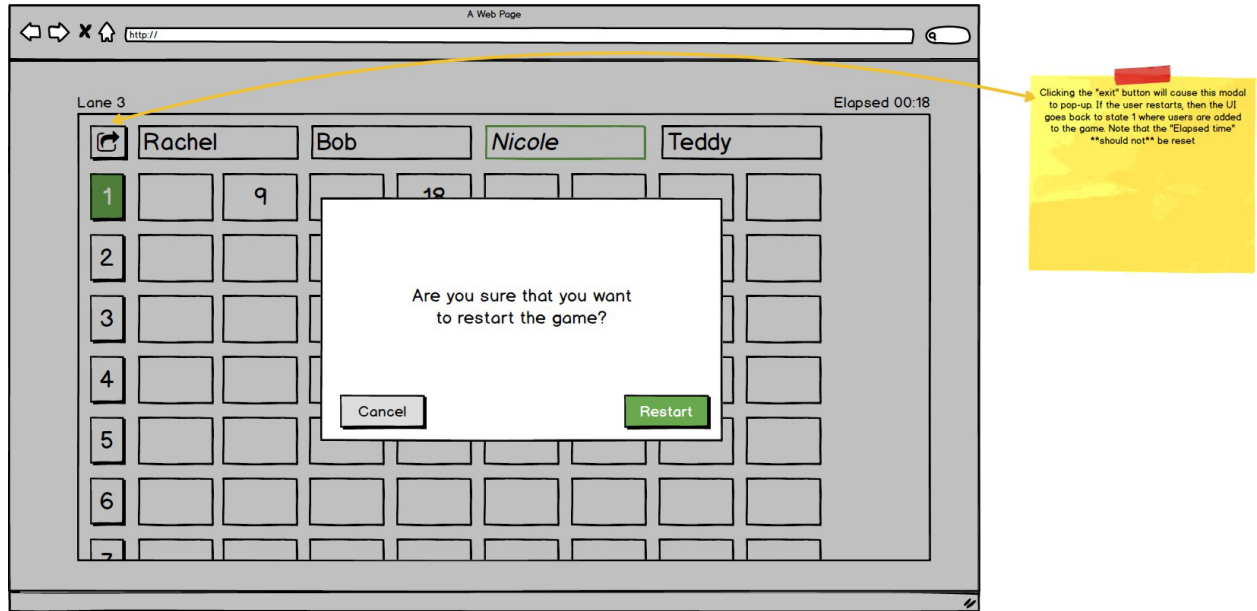 A Web Page
http://
Lane 3
Elapsed 00:18
Rachel Bob Nicole Teddy
1 9 18
2
3
4
5
6
7
Are you sure that you want
to restart the game?
Cancel Restart
Clicking the "exit" button will cause this modal
to pop-up. If the user restarts, then the UI
goes back to state 1 where users are added
to the game. Note that the "Elapsed time"
**should not** be reset